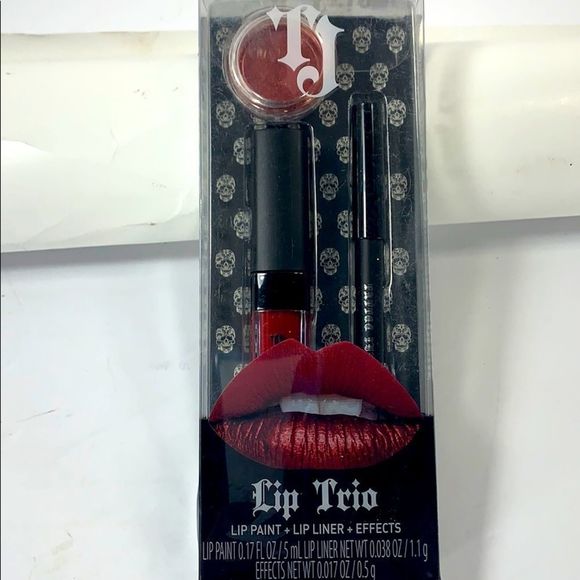 TJ
Lip Trio
LIP PAINT + LIP LINER + EFFECTS
LIP PAINT 0.17 FL OZ / 5 mL LIP LINER NET WT 0.038 OZ / 1.1 g
EFFECTS NET WT 0.017 OZ / 0.5 g